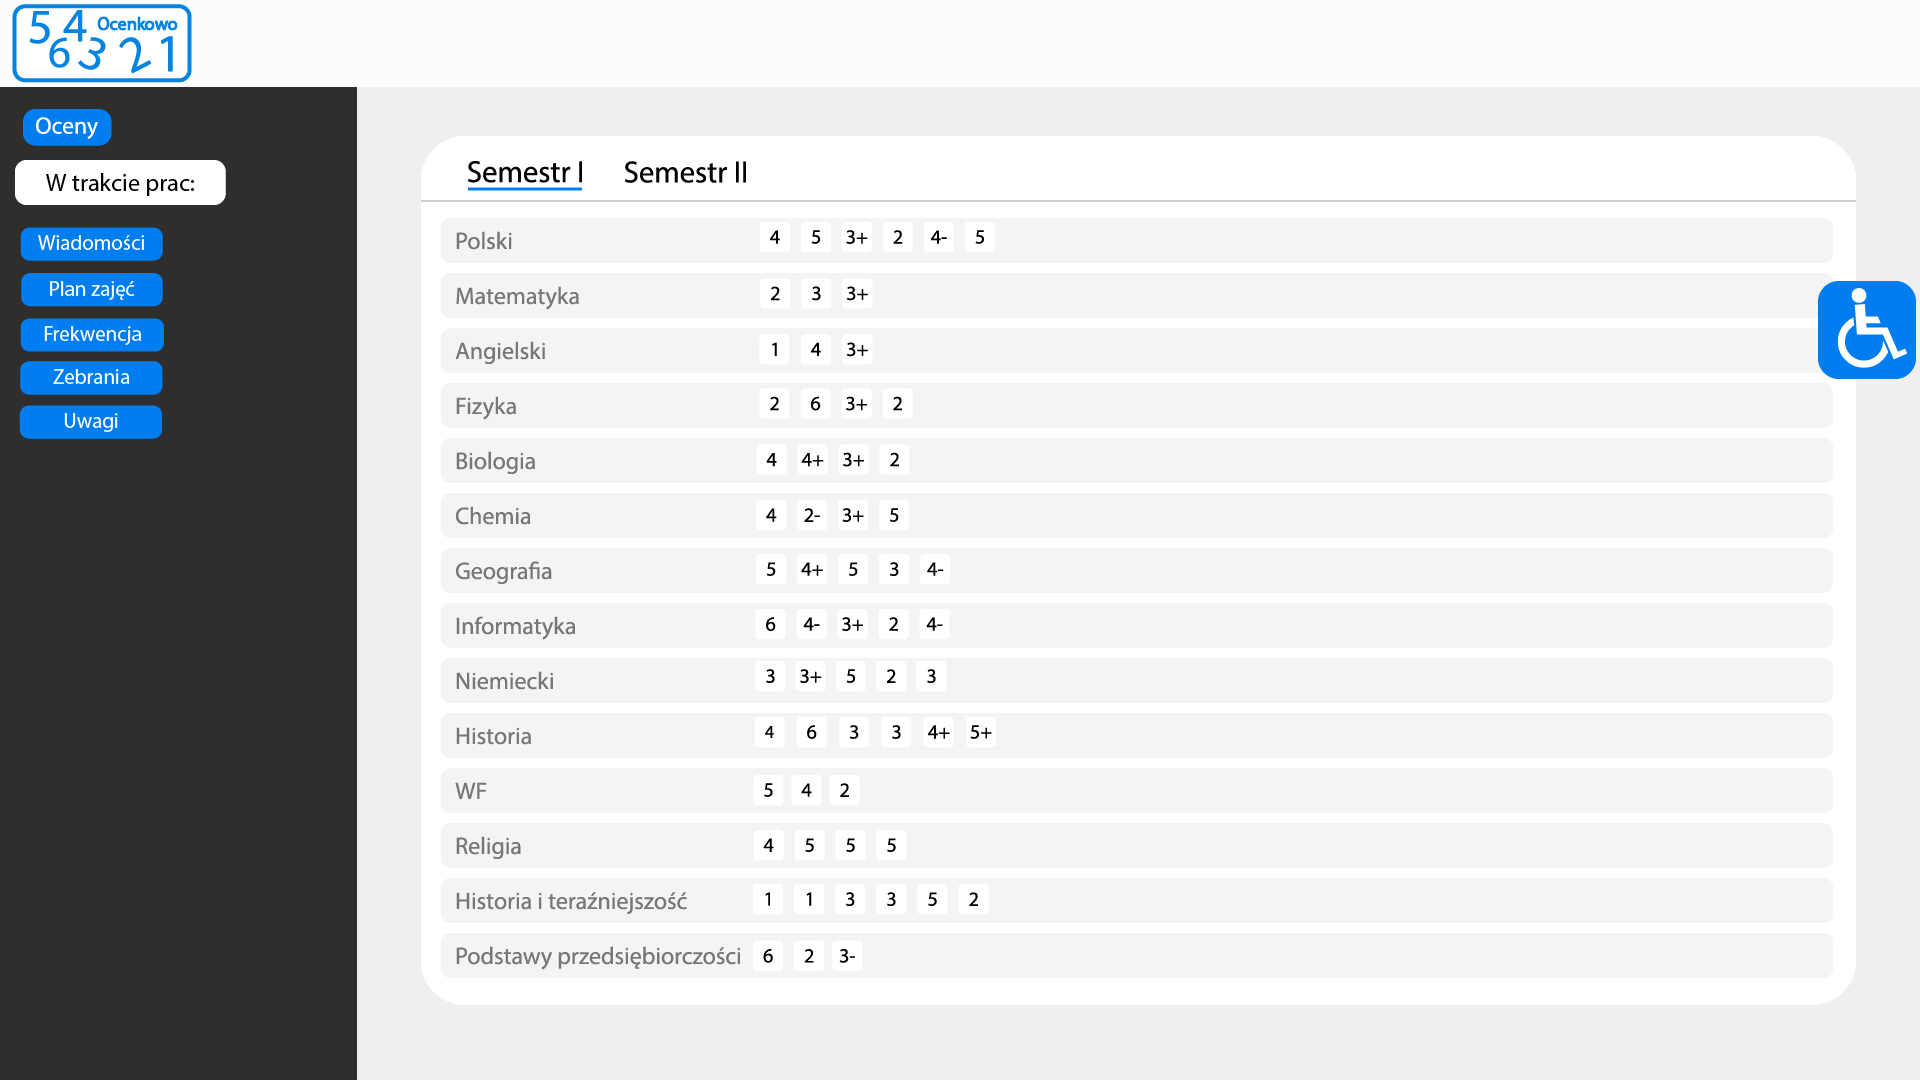 5 4 Ocenkowo
6 3 2 1
Oceny
W trakcie prac:
Wiadomości
Plan zajęć
Frekwencja
Zebrania
Uwagi
Semestr I Semestr II
Polski 4 5 3+ 2 4- 5
Matematyka 2 3 3+
Angielski 1 4 3+
Fizyka 2 6 3+ 2
Biologia 4 4+ 3+ 2
Chemia 4 2- 3+ 5
Geografia 5 4+ 5 3 4-
Informatyka 6 4- 3+ 2 4-
Niemiecki 3 3+ 5 2 3
Historia 4 6 3 3 4+ 5+
WF 5 4 2
Religia 4 5 5 5
Historia i teraźniejszość 1 1 3 3 5 2
Podstawy przedsiębiorczości 6 2 3-